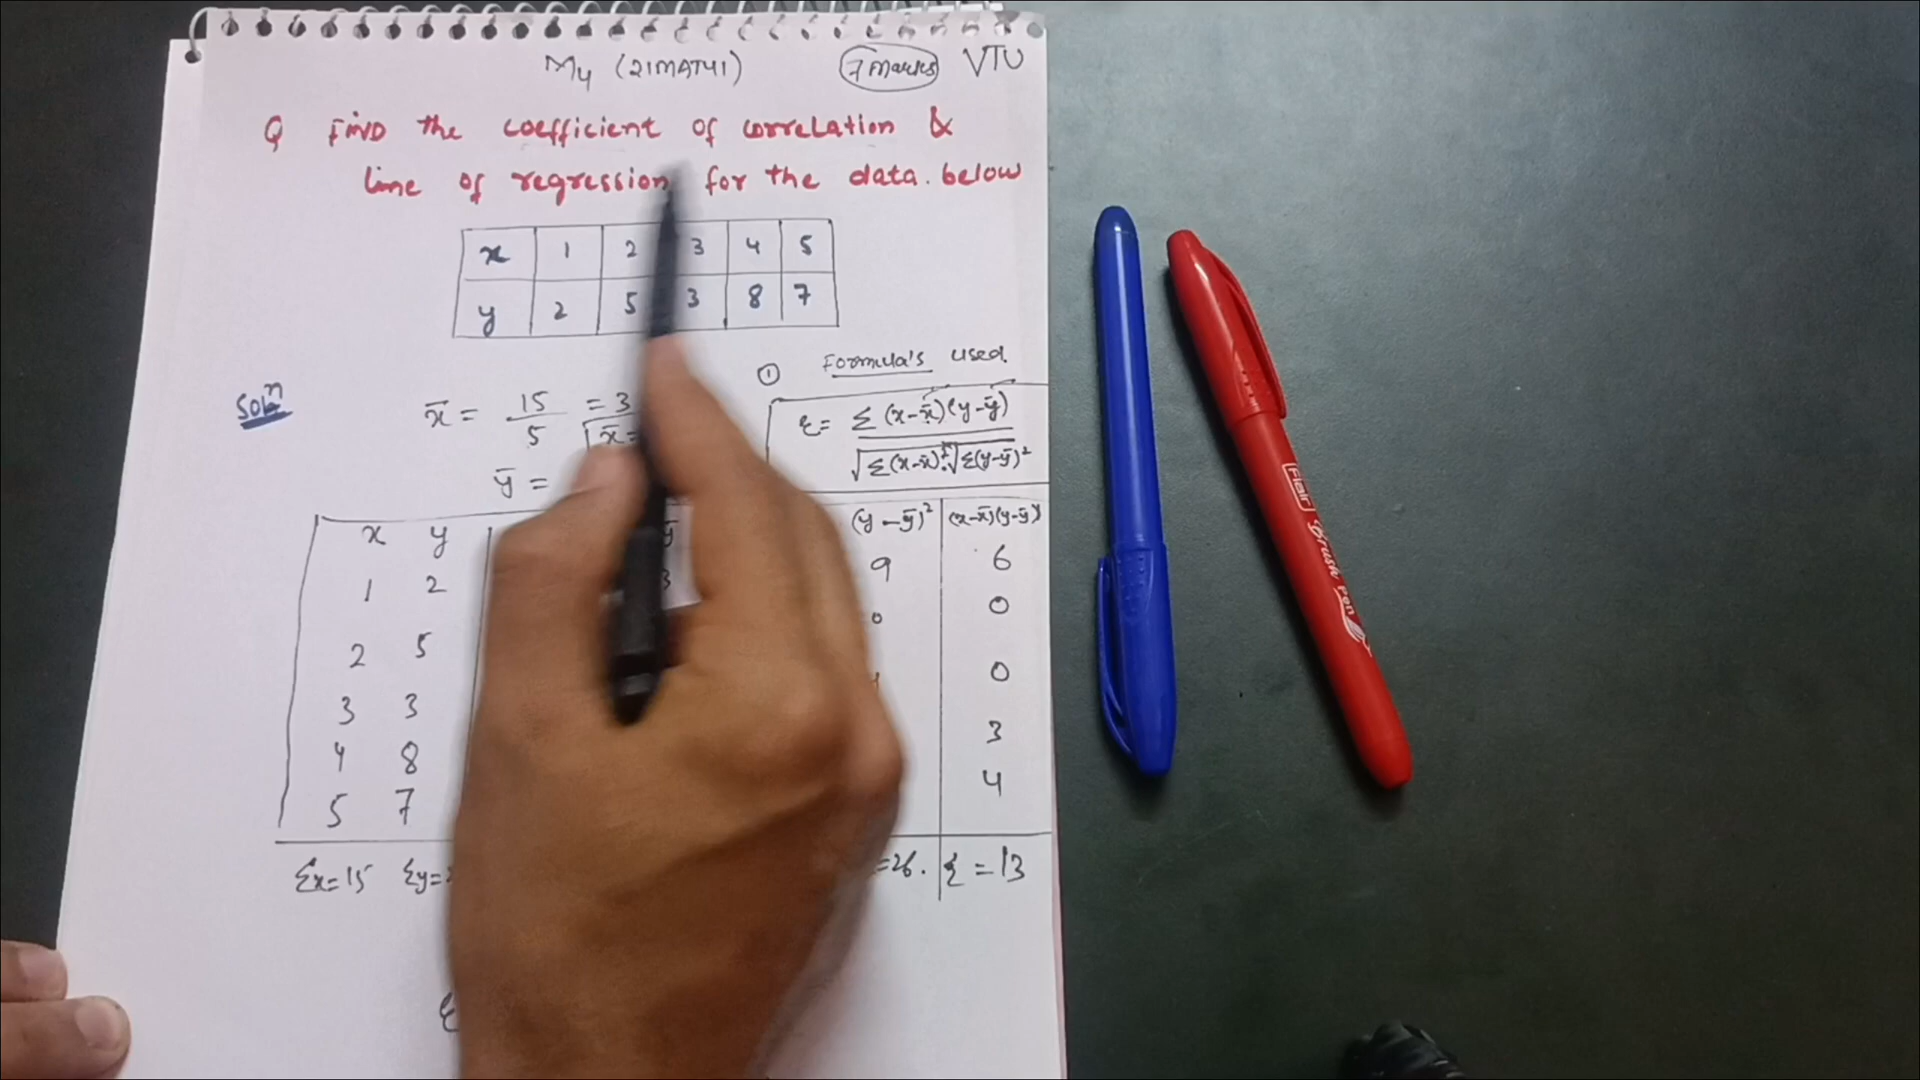 M4 (21MAT41) 7 Marks VTU
Q FIND the coefficient of correlation &
line of regression for the data. below
x 1 2 3 4 5
y 2 5 3 8 7
① Formula's used.
Soln x̄ = 15/5 = 3
x̄ =
r = Σ(x-x̄)(y-ȳ) / √Σ(x-x̄)² · √Σ(y-ȳ)²
ȳ =
x y ȳ (y-ȳ)² (x-x̄)(y-ȳ)
1 2 3 9 6
2 5 0 0
3 3 0
4 8 3
5 7 4
Σx=15 Σy= =26. Σ=13
Flair Brush Pen